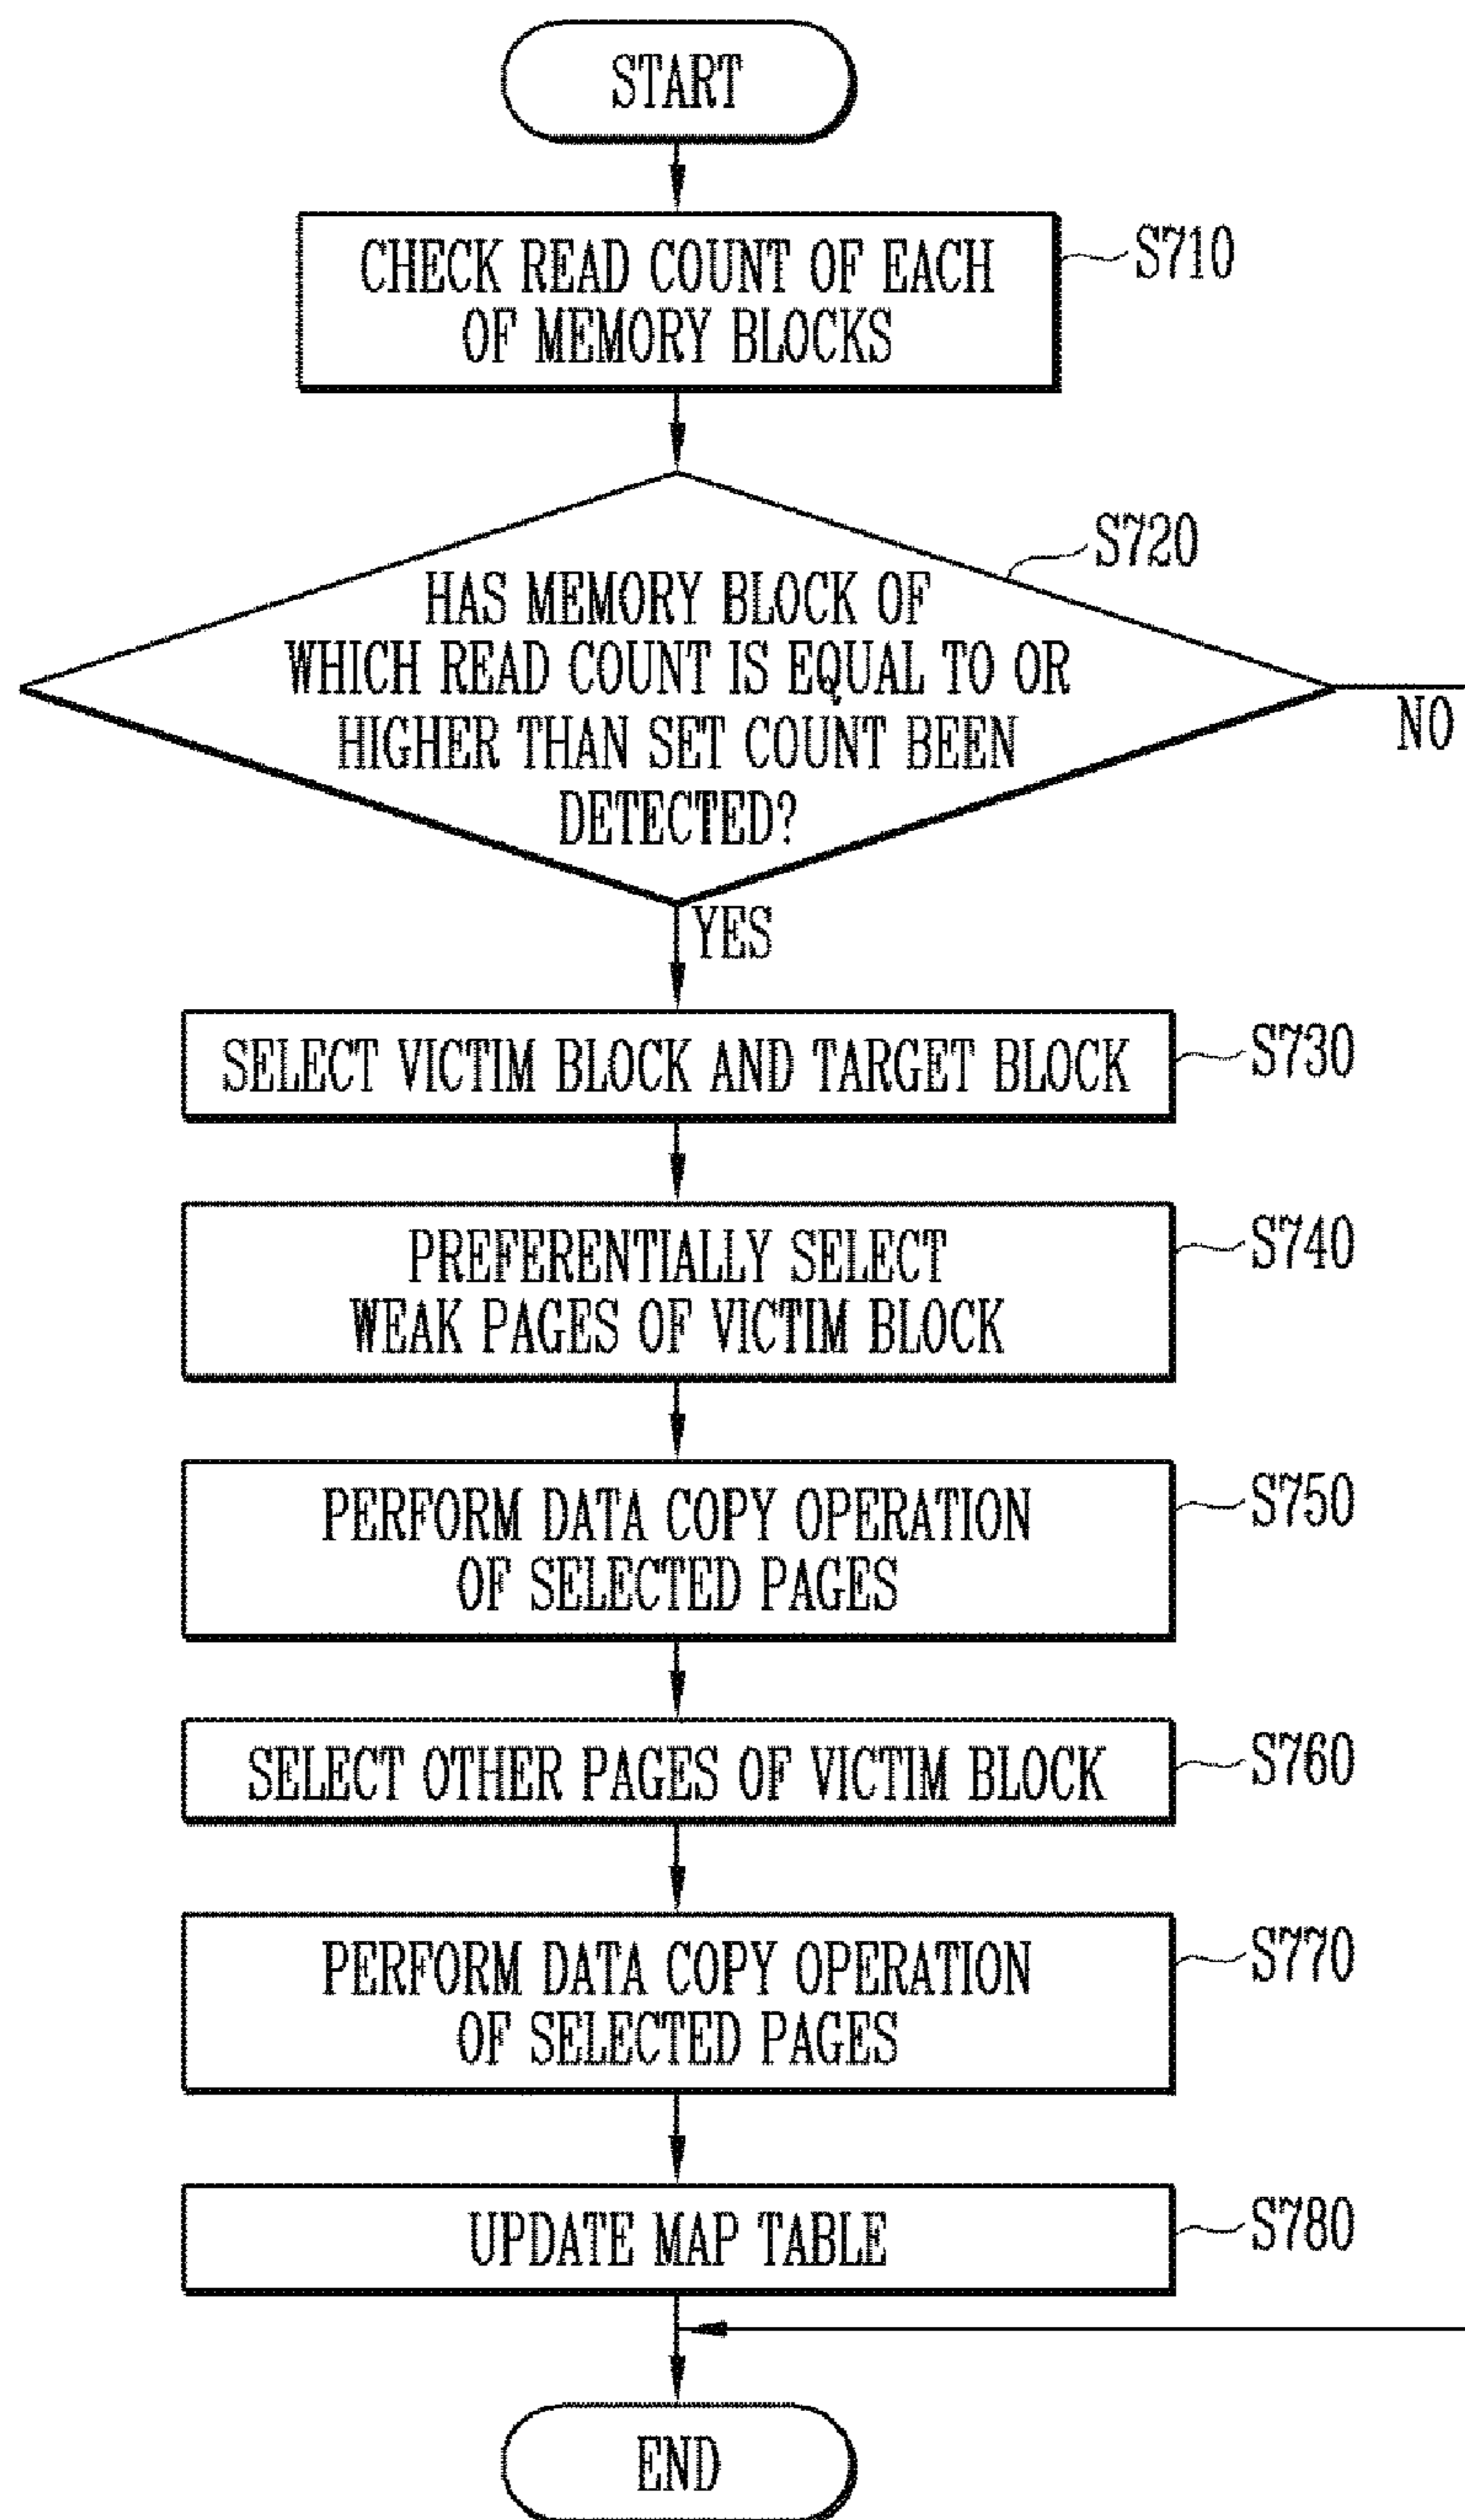 START
CHECK READ COUNT OF EACH
OF MEMORY BLOCKS
S710
S720
HAS MEMORY BLOCK OF
WHICH READ COUNT IS EQUAL TO OR
HIGHER THAN SET COUNT BEEN
DETECTED?
NO
YES
SELECT VICTIM BLOCK AND TARGET BLOCK
S730
PREFERENTIALLY SELECT
WEAK PAGES OF VICTIM BLOCK
S740
PERFORM DATA COPY OPERATION
OF SELECTED PAGES
S750
SELECT OTHER PAGES OF VICTIM BLOCK
S760
PERFORM DATA COPY OPERATION
OF SELECTED PAGES
S770
UPDATE MAP TABLE
S780
END